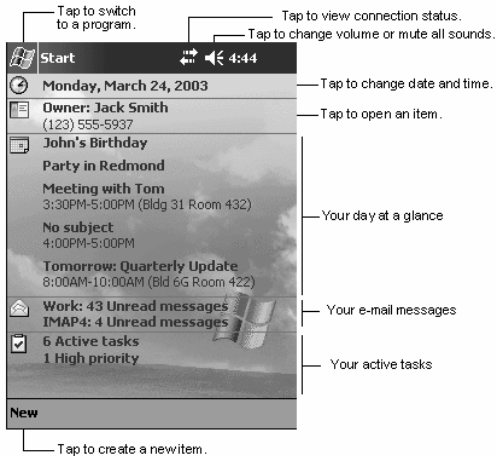 Tap to switch
to a program.
Tap to view connection status.
Tap to change volume or mute all sounds.
Start
4:44
Monday, March 24, 2003
Tap to change date and time.
Owner: Jack Smith
(123) 555-5937
Tap to open an item.
John's Birthday
Party in Redmond
Meeting with Tom
3:30PM-5:00PM (Bldg 31 Room 432)
No subject
4:00PM-5:00PM
Tomorrow: Quarterly Update
8:00AM-10:00AM (Bld 6G Room 422)
Your day at a glance
Work: 43 Unread messages
IMAP4: 4 Unread messages
Your e-mail messages
6 Active tasks
1 High priority
Your active tasks
New
Tap to create a new item.